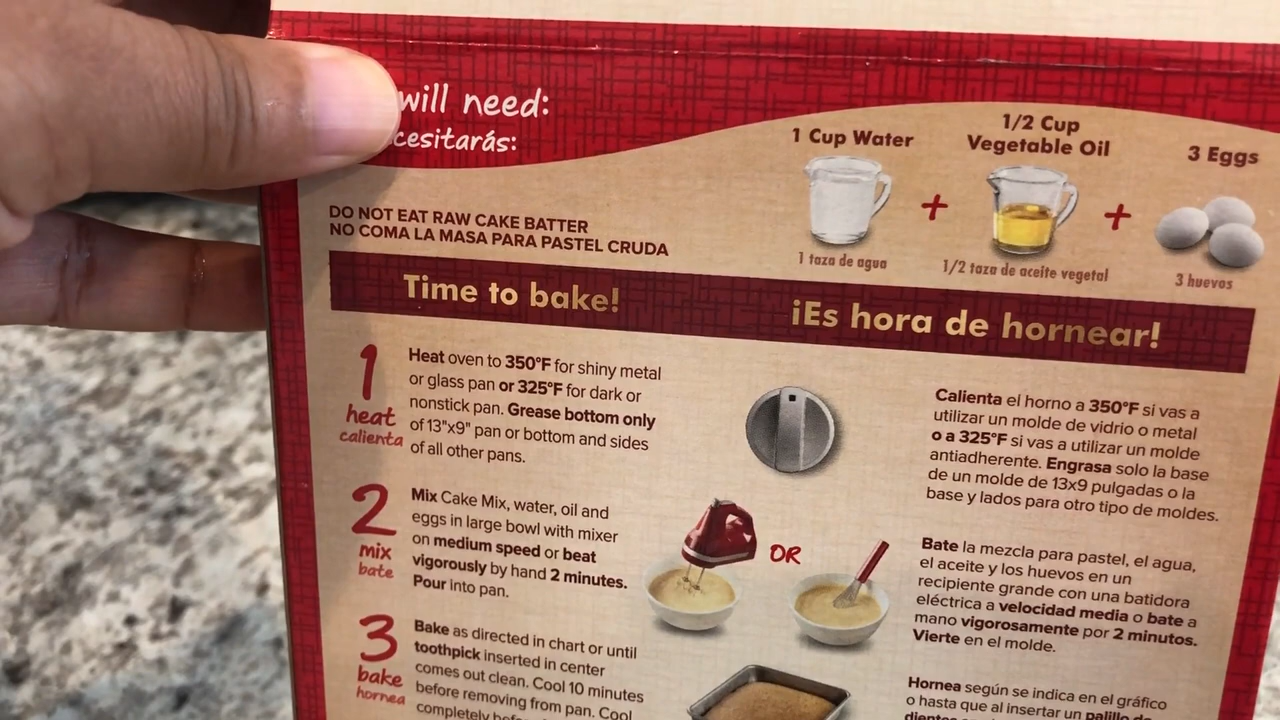 will need:
cesitarás:
1 Cup Water
1/2 Cup
Vegetable Oil
3 Eggs
+
+
1 taza de agua
1/2 taza de aceite vegetal
3 huevos
DO NOT EAT RAW CAKE BATTER
NO COMA LA MASA PARA PASTEL CRUDA
Time to bake!
¡Es hora de hornear!
1
heat
calienta
Heat oven to 350°F for shiny metal
or glass pan or 325°F for dark or
nonstick pan. Grease bottom only
of 13"x9" pan or bottom and sides
of all other pans.
Calienta el horno a 350°F si vas a
utilizar un molde de vidrio o metal
o a 325°F si vas a utilizar un molde
antiadherente. Engrasa solo la base
de un molde de 13x9 pulgadas o la
base y lados para otro tipo de moldes.
2
mix
bate
Mix Cake Mix, water, oil and
eggs in large bowl with mixer
on medium speed or beat
vigorously by hand 2 minutes.
Pour into pan.
OR
Bate la mezcla para pastel, el agua,
el aceite y los huevos en un
recipiente grande con una batidora
eléctrica a velocidad media o bate a
mano vigorosamente por 2 minutos.
Vierte en el molde.
3
bake
hornea
Bake as directed in chart or until
toothpick inserted in center
comes out clean. Cool 10 minutes
before removing from pan. Cool
completely before
Hornea según se indica en el gráfico
o hasta que al insertar un palillo de
dientes